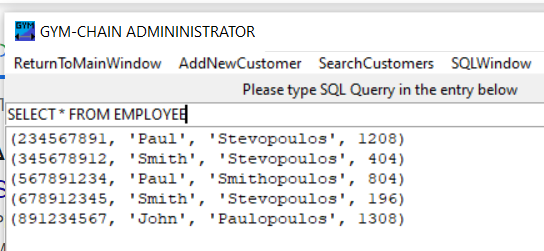 GYM-CHAIN ADMININISTRATOR
ReturnToMainWindow AddNewCustomer SearchCustomers SQLWindow
Please type SQL Querry in the entry below
SELECT * FROM EMPLOYEE
(234567891, 'Paul', 'Stevopoulos', 1208)
(345678912, 'Smith', 'Stevopoulos', 404)
(567891234, 'Paul', 'Smithopoulos', 804)
(678912345, 'Smith', 'Stevopoulos', 196)
(891234567, 'John', 'Paulopoulos', 1308)